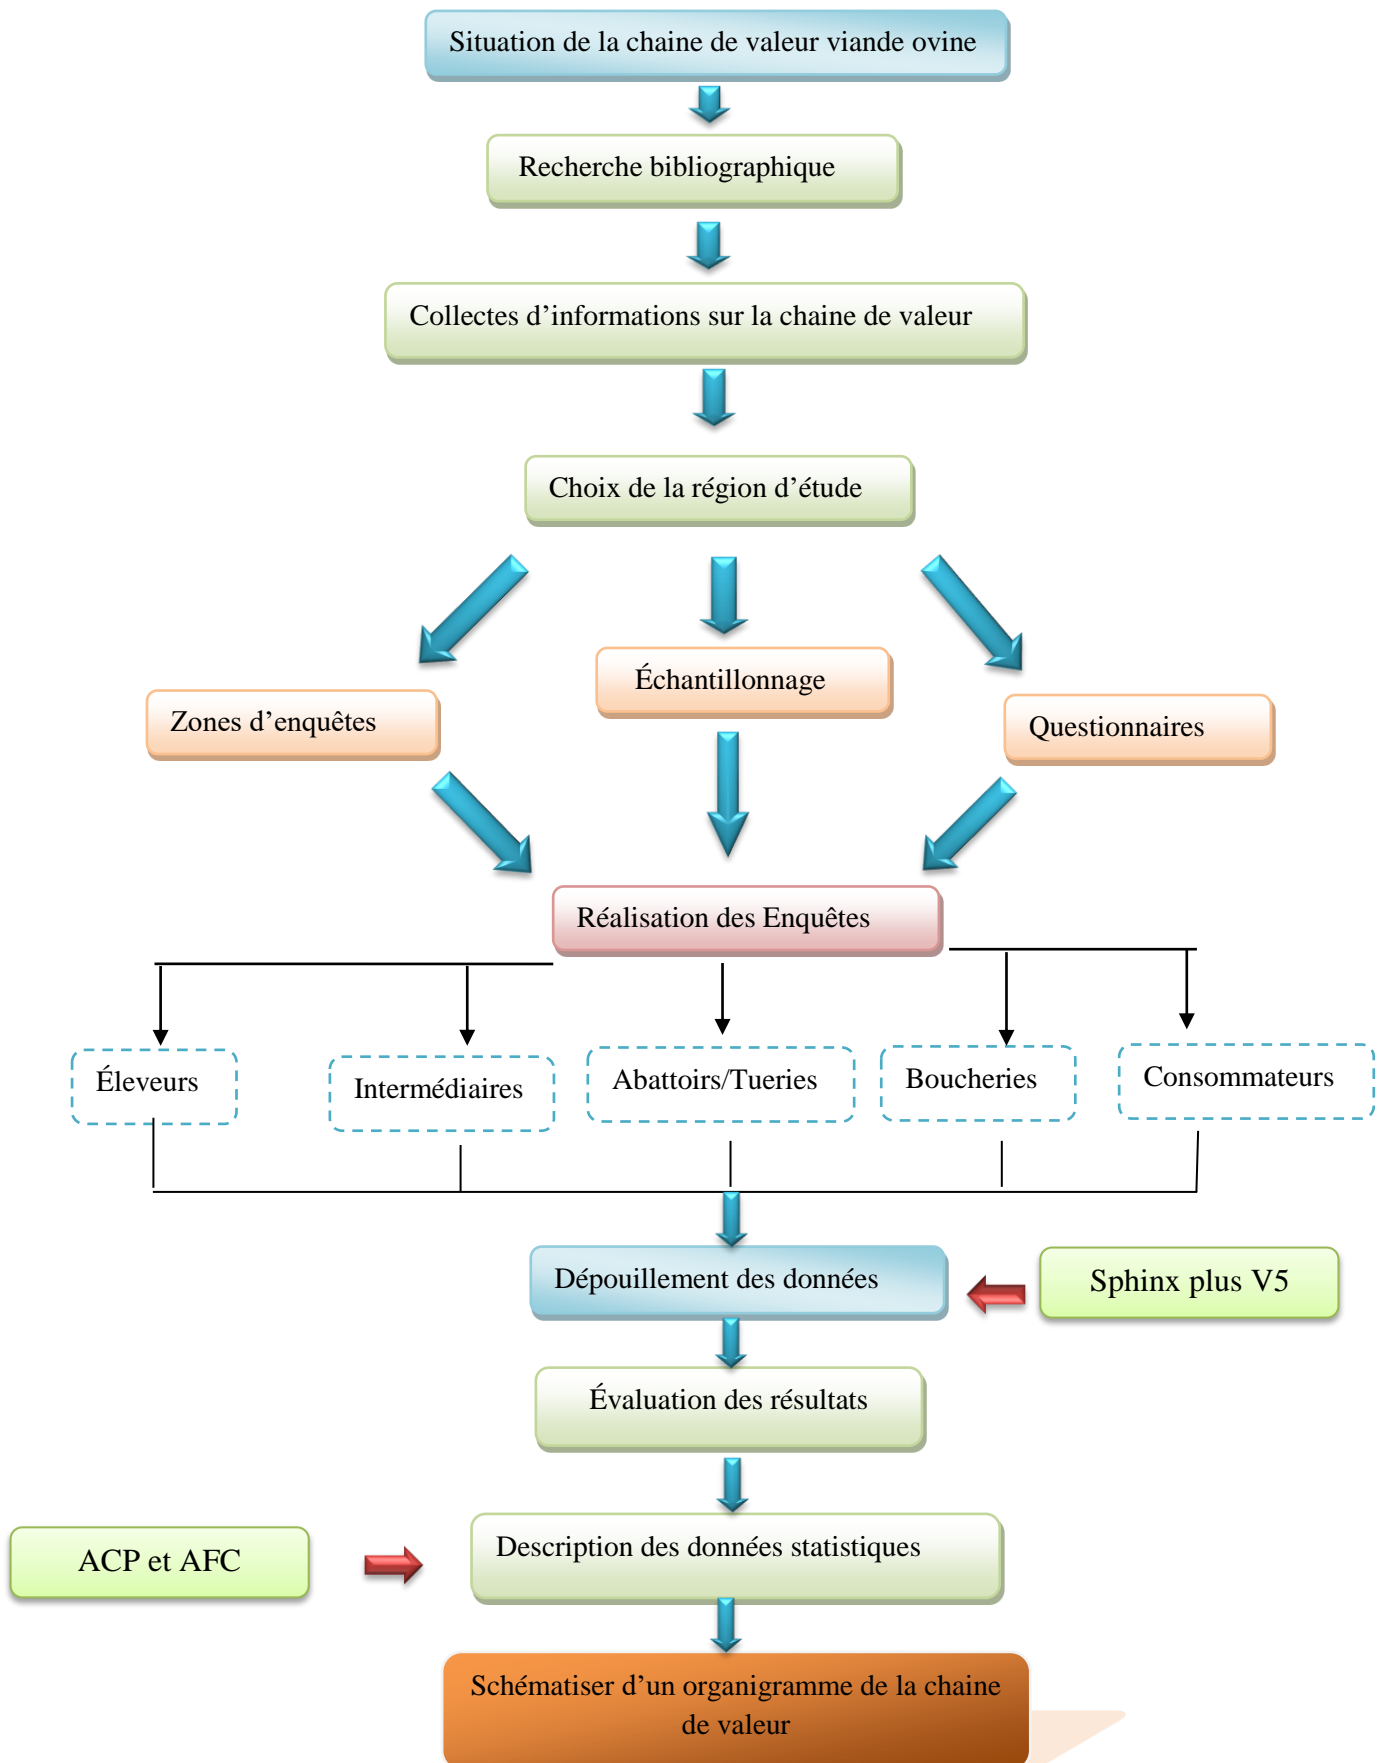 Situation de la chaine de valeur viande ovine
Recherche bibliographique
Collectes d’informations sur la chaine de valeur
Choix de la région d’étude
Échantillonnage
Zones d’enquêtes
Questionnaires
Réalisation des Enquêtes
Éleveurs
Intermédiaires
Abattoirs/Tueries
Boucheries
Consommateurs
Dépouillement des données
Sphinx plus V5
Évaluation des résultats
Description des données statistiques
ACP et AFC
Schématiser d’un organigramme de la chaine
de valeur